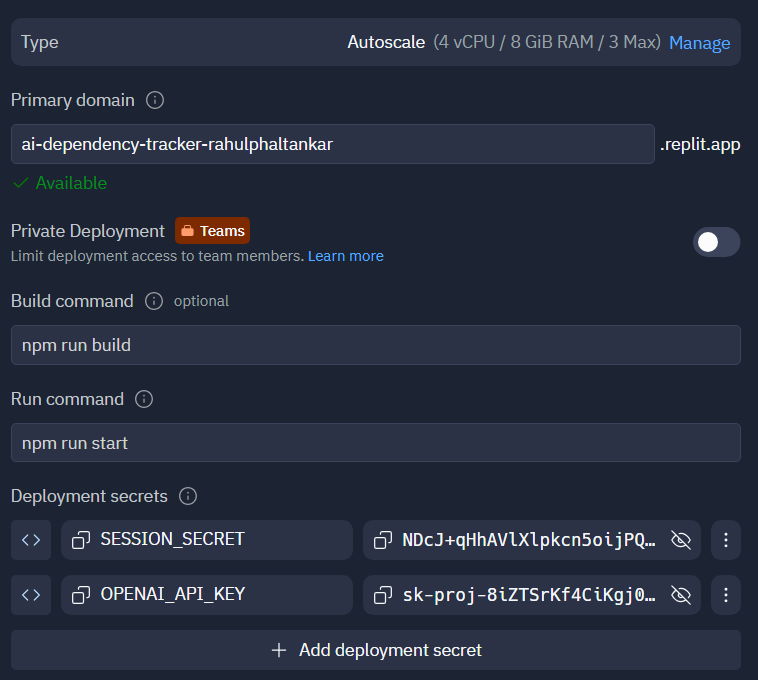 Type Autoscale (4 vCPU / 8 GiB RAM / 3 Max) Manage
Primary domain
ai-dependency-tracker-rahulphaltankar .replit.app
Available
Private Deployment Teams
Limit deployment access to team members. Learn more
Build command optional
npm run build
Run command
npm run start
Deployment secrets
SESSION_SECRET NDcJ+qHhAVlXlpkcn5oijPQ…
OPENAI_API_KEY sk-proj-8iZTSrKf4CiKgj0…
+ Add deployment secret